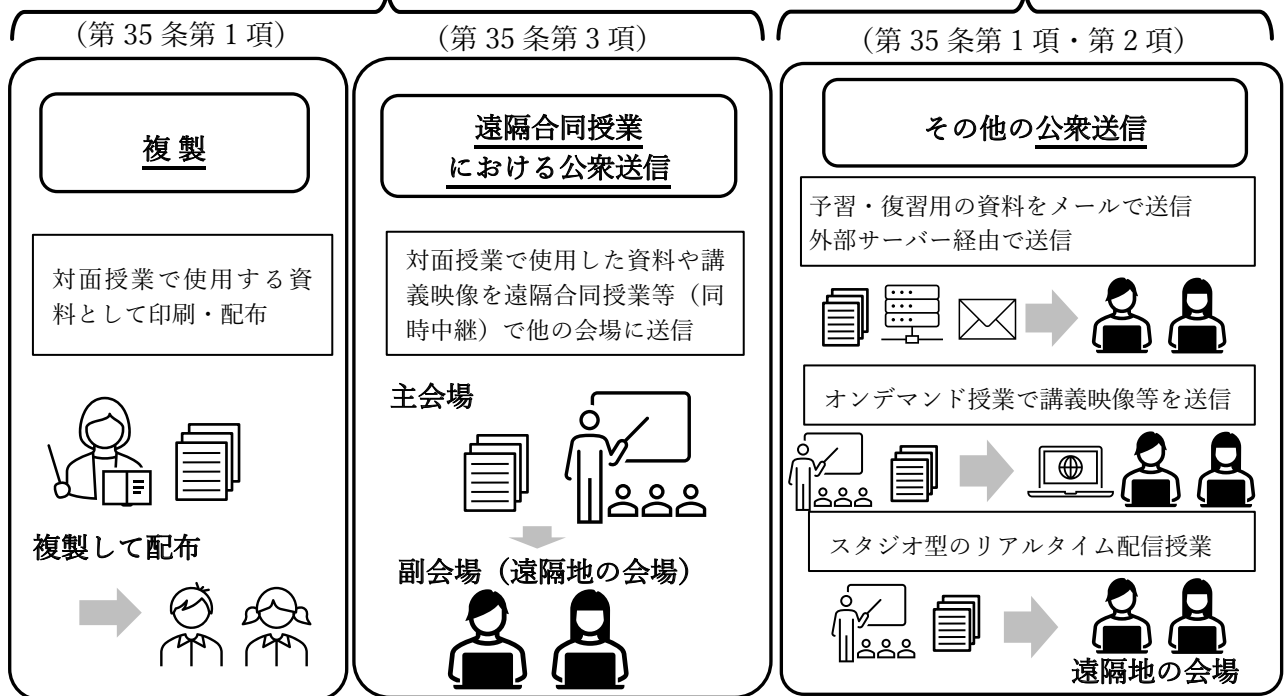 (第 35 条第 1 項)
複 製
対面授業で使用する資
料として印刷・配布
複製して配布
(第 35 条第 3 項)
遠隔合同授業
における公衆送信
対面授業で使用した資料や講
義映像を遠隔合同授業等（同
時中継）で他の会場に送信
主会場
副会場（遠隔地の会場）
(第 35 条第 1 項・第 2 項)
その他の公衆送信
予習・復習用の資料をメールで送信
外部サーバー経由で送信
オンデマンド授業で講義映像等を送信
スタジオ型のリアルタイム配信授業
遠隔地の会場